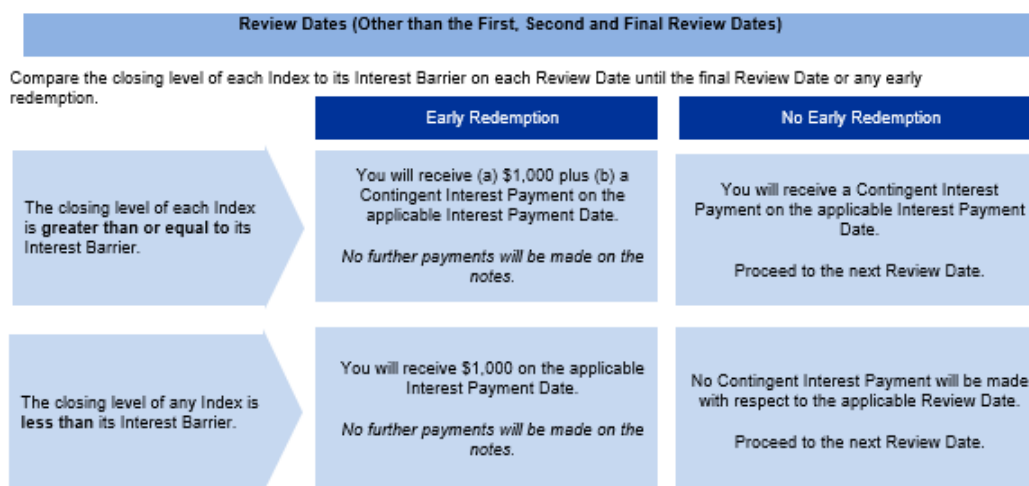 Review Dates (Other than the First, Second and Final Review Dates)
Compare the closing level of each Index to its Interest Barrier on each Review Date until the final Review Date or any early
redemption.
Early Redemption
No Early Redemption
The closing level of each Index
is greater than or equal to its
Interest Barrier.
You will receive (a) $1,000 plus (b) a
Contingent Interest Payment on the
applicable Interest Payment Date.
No further payments will be made on the
notes.
You will receive a Contingent Interest
Payment on the applicable Interest Payment
Date.
Proceed to the next Review Date.
The closing level of any Index is
less than its Interest Barrier.
You will receive $1,000 on the applicable
Interest Payment Date.
No further payments will be made on the
notes.
No Contingent Interest Payment will be made
with respect to the applicable Review Date.
Proceed to the next Review Date.